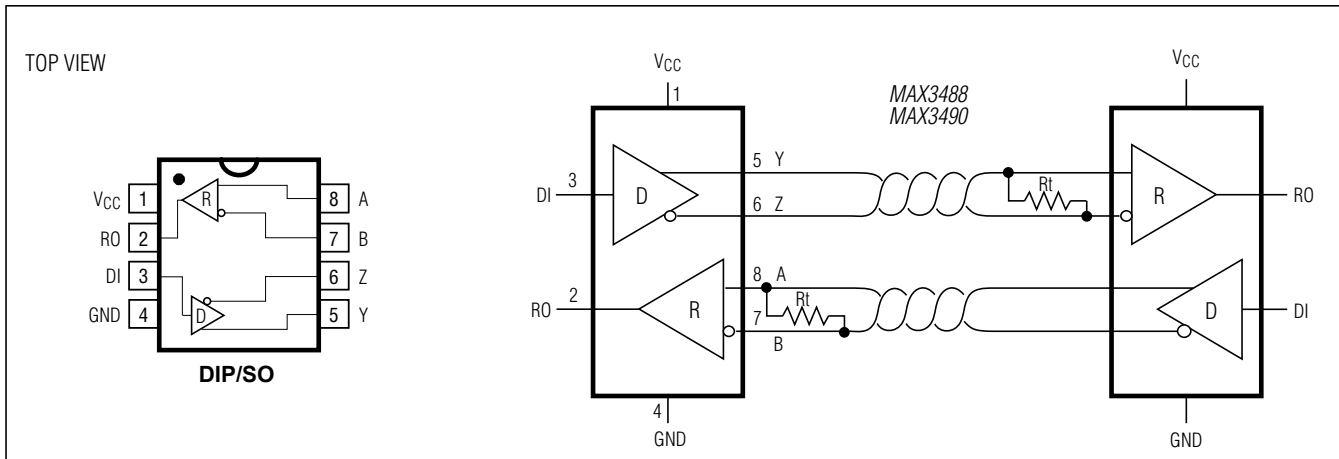 TOP VIEW
VCC 1
RO 2
DI 3
GND 4
8 A
7 B
6 Z
5 Y
R
D
DIP/SO
VCC
1
MAX3488
MAX3490
VCC
DI 3
D
5 Y
6 Z
Rt
R
RO
RO 2
R
8 A
Rt
7
B
D
DI
4
GND
GND